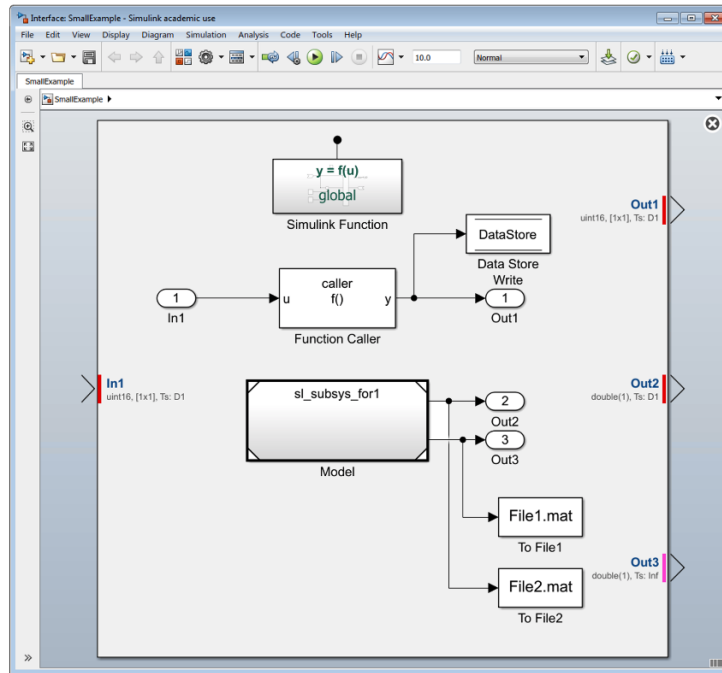 Interface: SmallExample - Simulink academic use
File Edit View Display Diagram Simulation Analysis Code Tools Help
10.0
Normal
SmallExample
SmallExample
y = f(u)
global
Simulink Function
DataStore
Data Store
Write
caller
u f() y
Function Caller
1
In1
1
Out1
In1
uint16, [1x1], Ts: D1
Out1
uint16, [1x1], Ts: D1
Out2
double(1), Ts: D1
Out3
double(1), Ts: Inf
sl_subsys_for1
Model
2
Out2
3
Out3
File1.mat
To File1
File2.mat
To File2